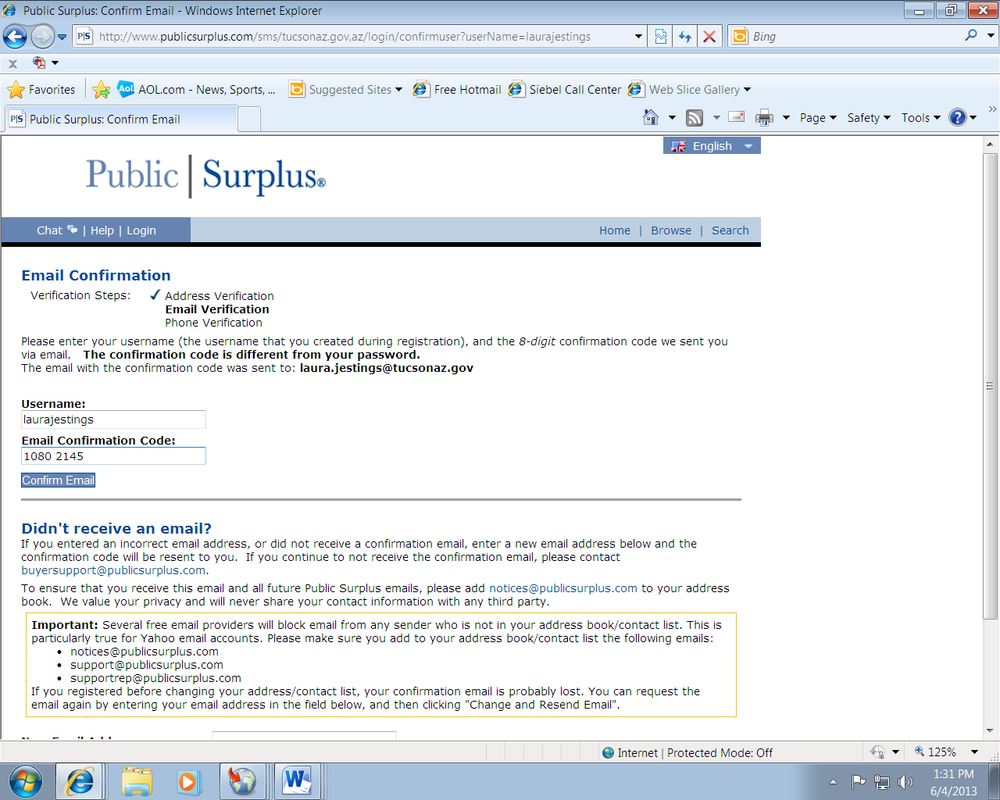 Public Surplus: Confirm Email - Windows Internet Explorer
P|S http://www.publicsurplus.com/sms/tucsonaz.gov,az/login/confirmuser?userName=laurajestings
Bing
x
Favorites AOL.com - News, Sports, ... Suggested Sites Free Hotmail Siebel Call Center Web Slice Gallery
P|S Public Surplus: Confirm Email
Page Safety Tools
English
Public | Surplus®
Chat | Help | Login
Home | Browse | Search
Email Confirmation
Verification Steps: Address Verification
Email Verification
Phone Verification
Please enter your username (the username that you created during registration), and the 8-digit confirmation code we sent you
via email. The confirmation code is different from your password.
The email with the confirmation code was sent to: laura.jestings@tucsonaz.gov
Username:
laurajestings
Email Confirmation Code:
1080 2145
Confirm Email
Didn't receive an email?
If you entered an incorrect email address, or did not receive a confirmation email, enter a new email address below and the
confirmation code will be resent to you. If you continue to not receive the confirmation email, please contact
buyersupport@publicsurplus.com.
To ensure that you receive this email and all future Public Surplus emails, please add notices@publicsurplus.com to your address
book. We value your privacy and will never share your contact information with any third party.
Important: Several free email providers will block email from any sender who is not in your address book/contact list. This is
particularly true for Yahoo email accounts. Please make sure you add to your address book/contact list the following emails:
• notices@publicsurplus.com
• support@publicsurplus.com
• supportrep@publicsurplus.com
If you registered before changing your address/contact list, your confirmation email is probably lost. You can request the
email again by entering your email address in the field below, and then clicking "Change and Resend Email".
Internet | Protected Mode: Off
125%
1:31 PM
6/4/2013